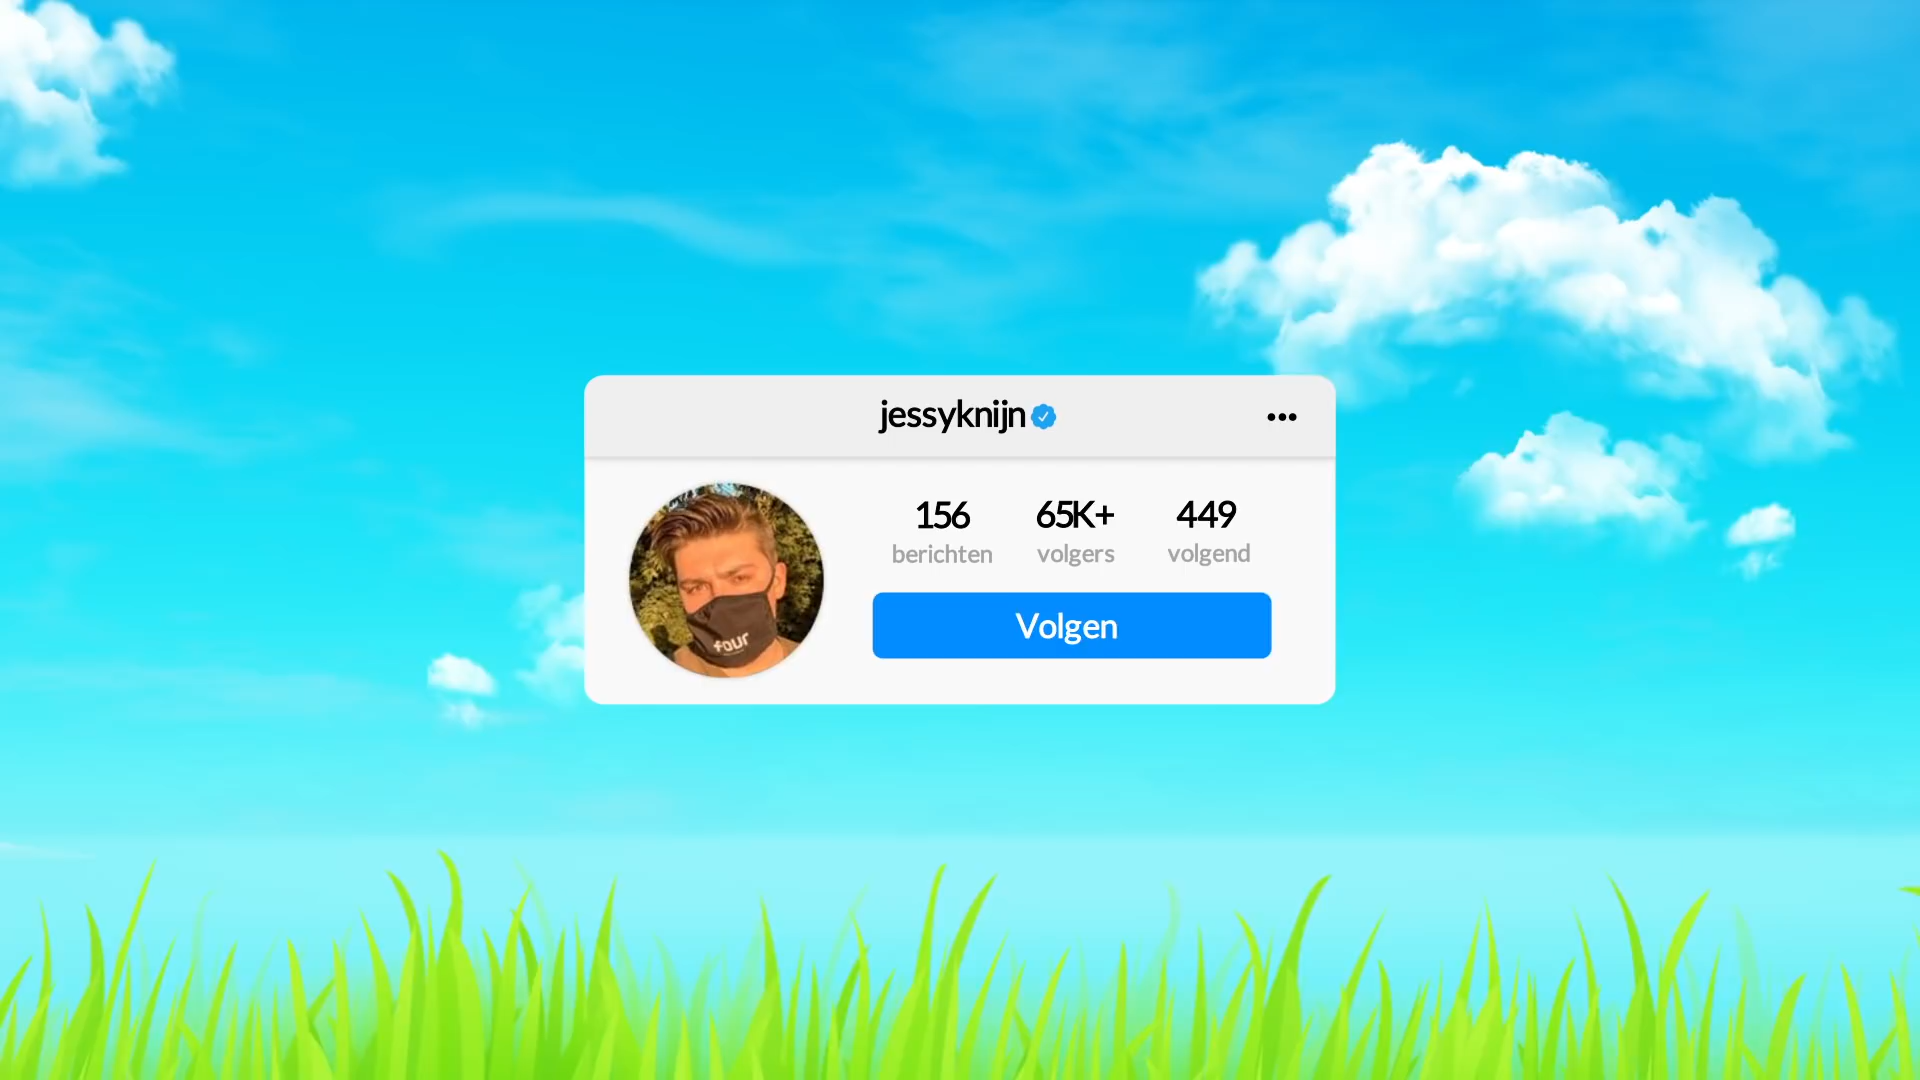 jessyknijn
156 65K+ 449
berichten volgers volgend
Volgen
four